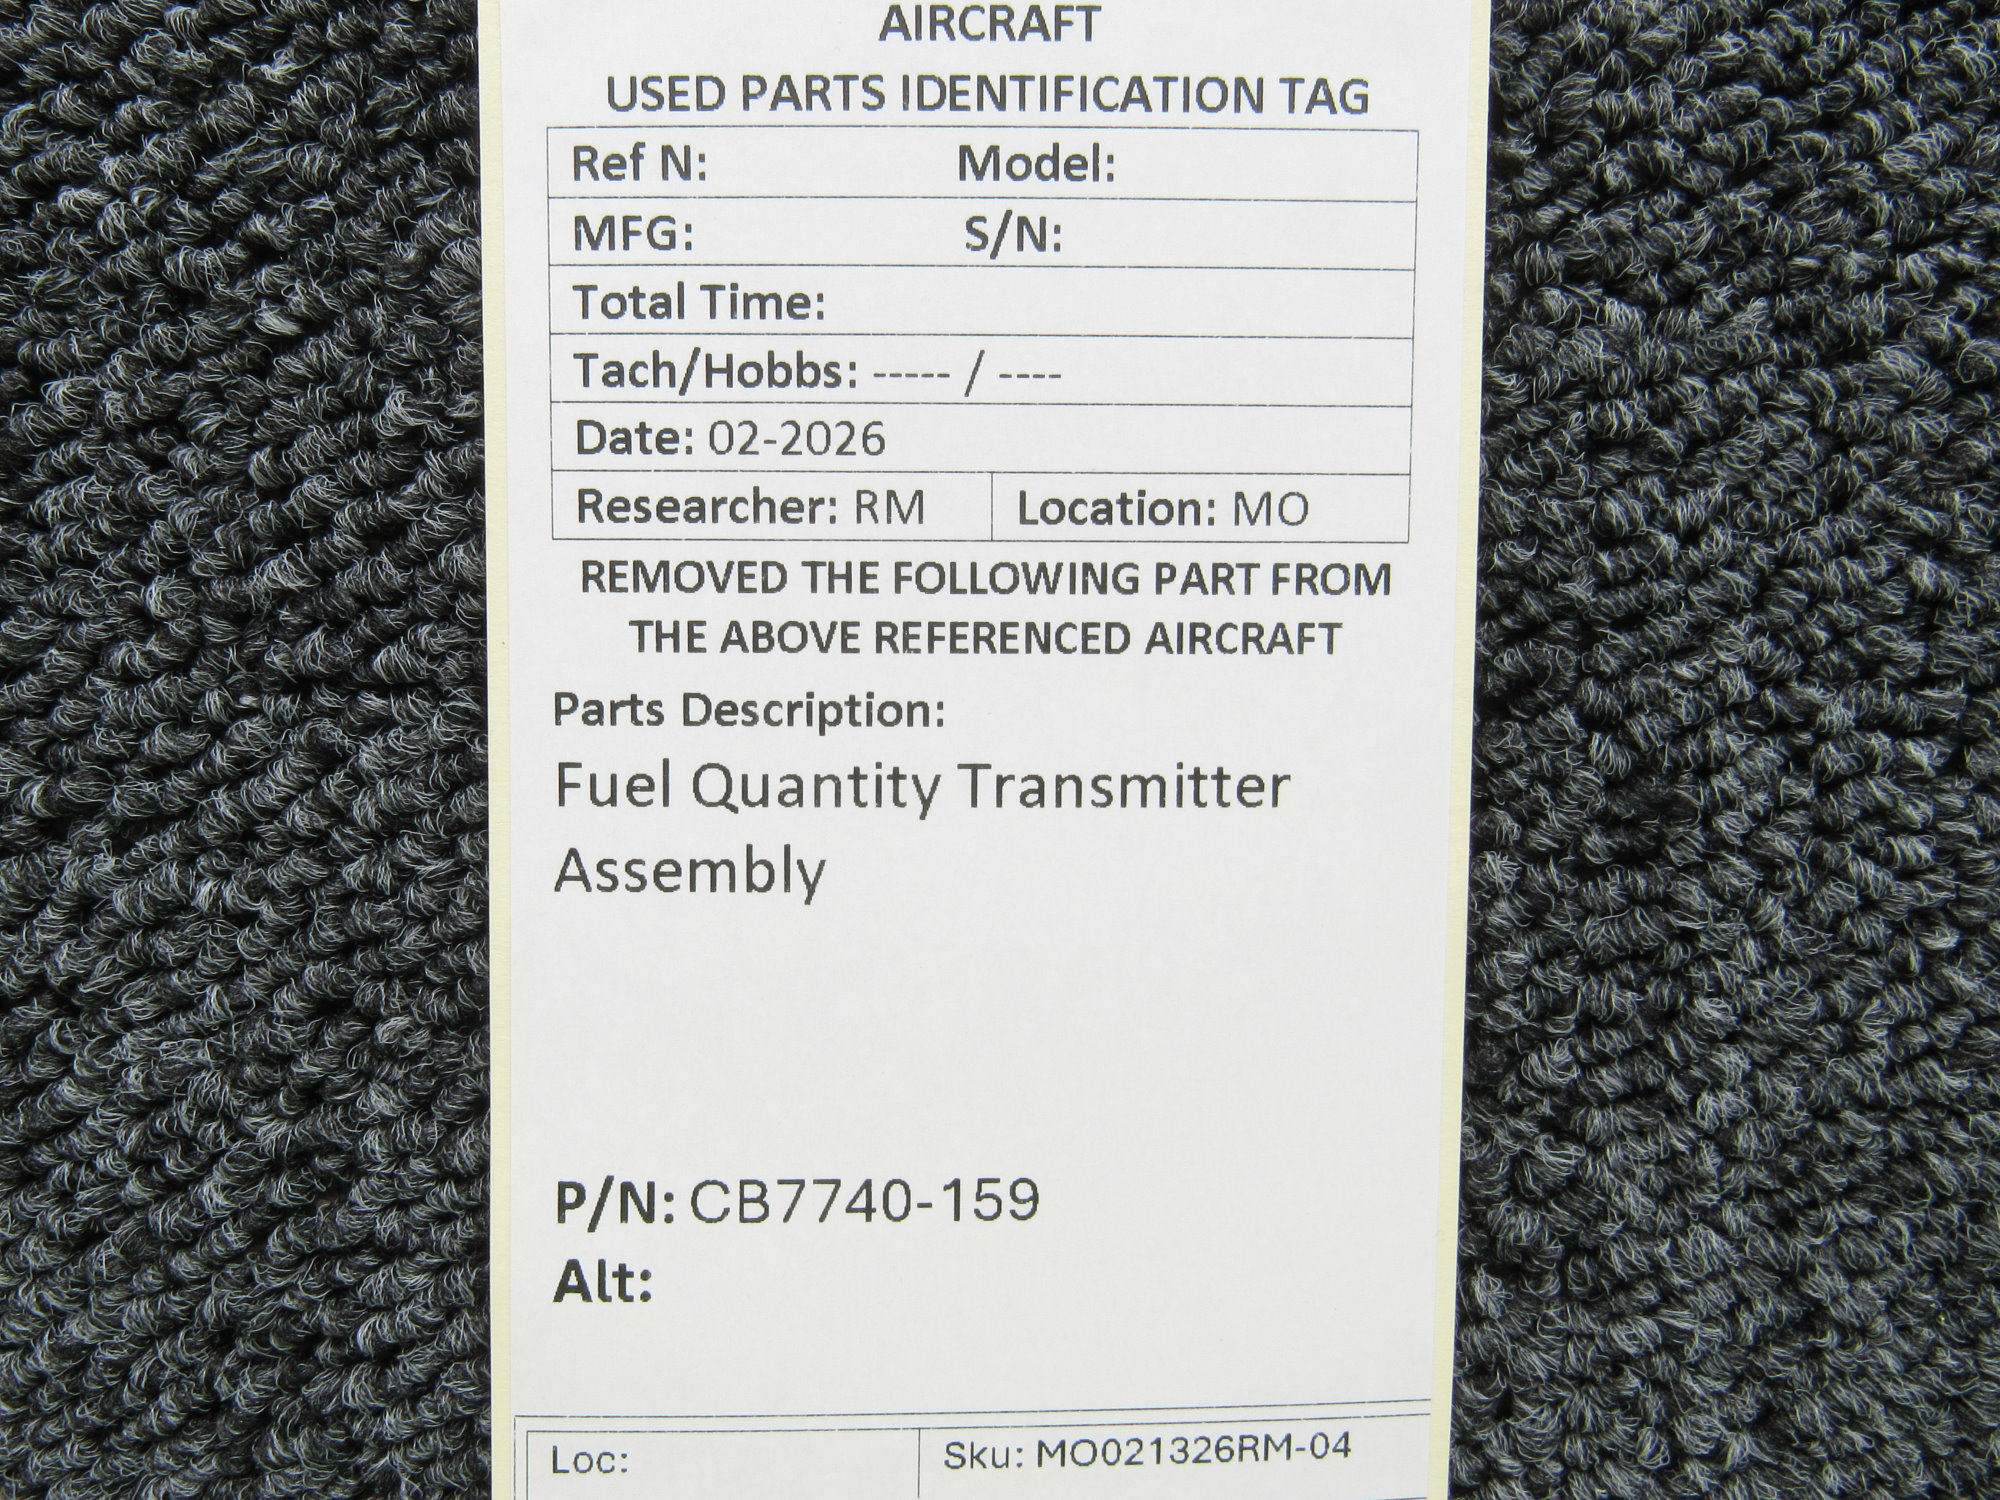 AIRCRAFT
USED PARTS IDENTIFICATION TAG
Ref N: Model:
MFG: S/N:
Total Time:
Tach/Hobbs: ----- / ----
Date: 02-2026
Researcher: RM Location: MO
REMOVED THE FOLLOWING PART FROM
THE ABOVE REFERENCED AIRCRAFT
Parts Description:
Fuel Quantity Transmitter
Assembly
P/N: CB7740-159
Alt:
Loc: Sku: MO021326RM-04